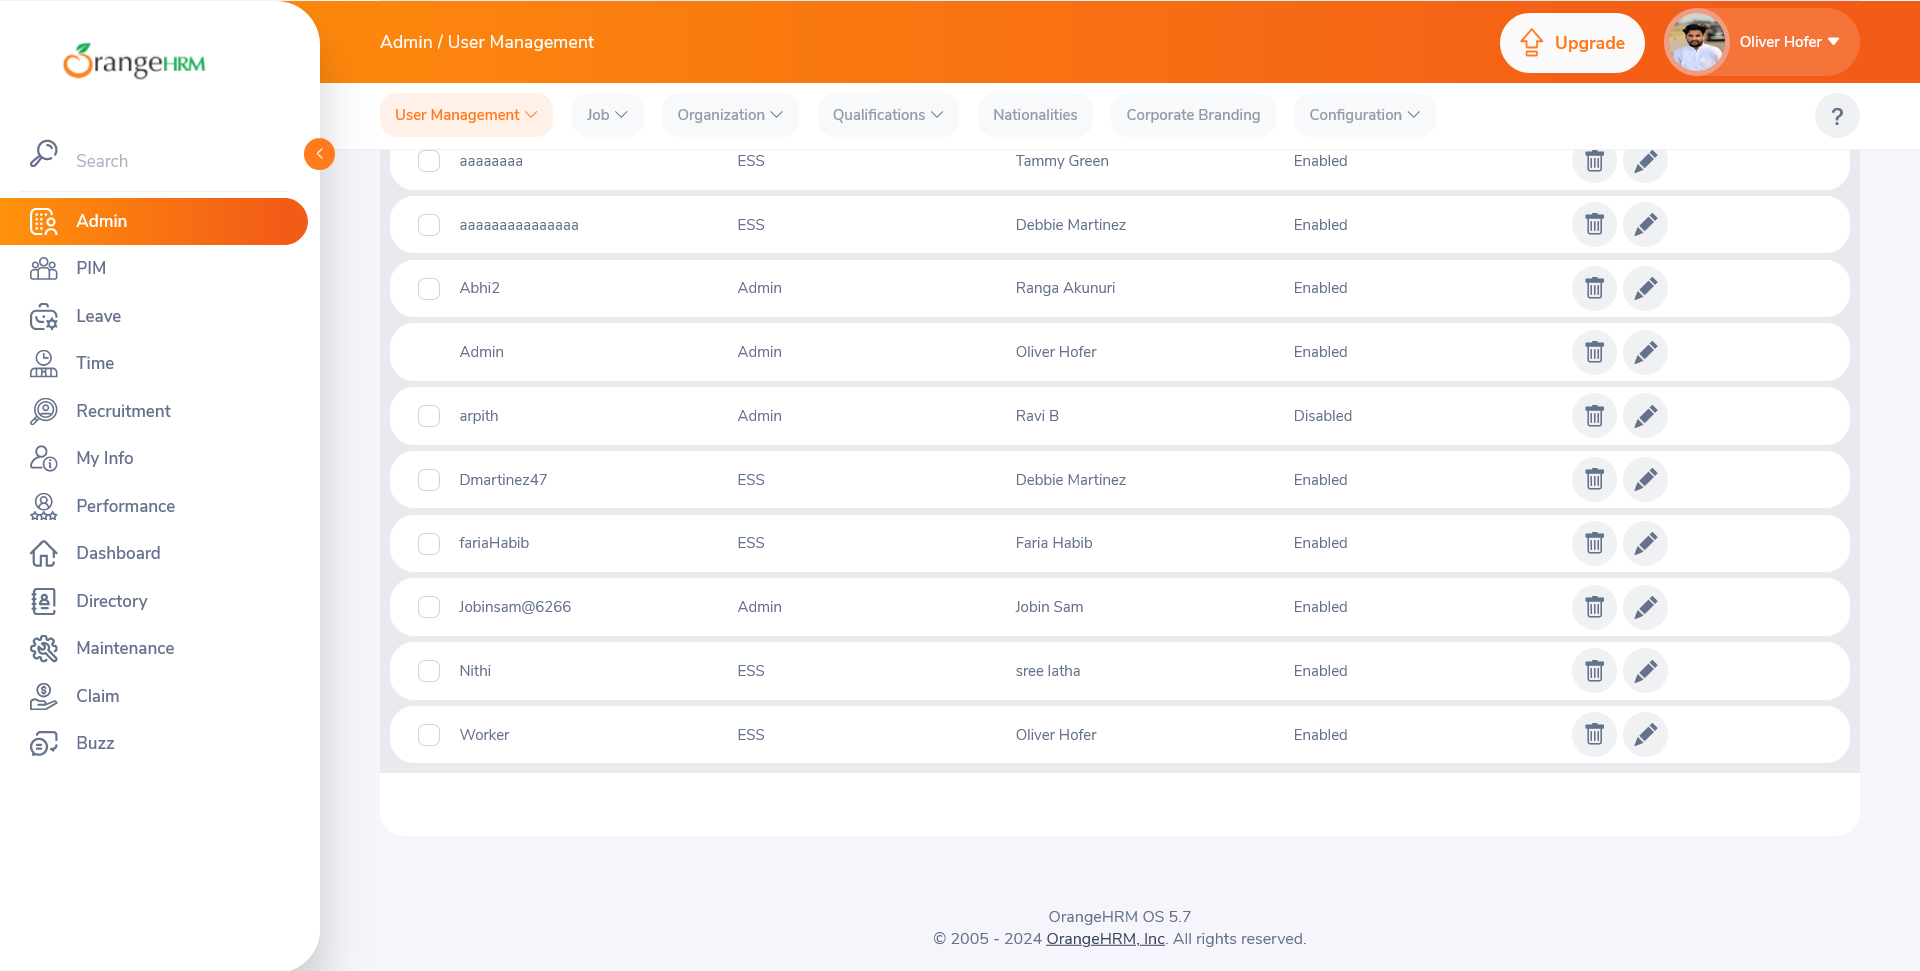 OrangeHRM
Admin / User Management
Upgrade
Oliver Hofer
User Management
Job
Organization
Qualifications
Nationalities
Corporate Branding
Configuration
?
Search
Admin
PIM
Leave
Time
Recruitment
My Info
Performance
Dashboard
Directory
Maintenance
Claim
Buzz
aaaaaaaa ESS Tammy Green Enabled
aaaaaaaaaaaaaaa ESS Debbie Martinez Enabled
Abhi2 Admin Ranga Akunuri Enabled
Admin Admin Oliver Hofer Enabled
arpith Admin Ravi B Disabled
Dmartinez47 ESS Debbie Martinez Enabled
fariaHabib ESS Faria Habib Enabled
Jobinsam@6266 Admin Jobin Sam Enabled
Nithi ESS sree latha Enabled
Worker ESS Oliver Hofer Enabled
OrangeHRM OS 5.7
© 2005 - 2024 OrangeHRM, Inc. All rights reserved.